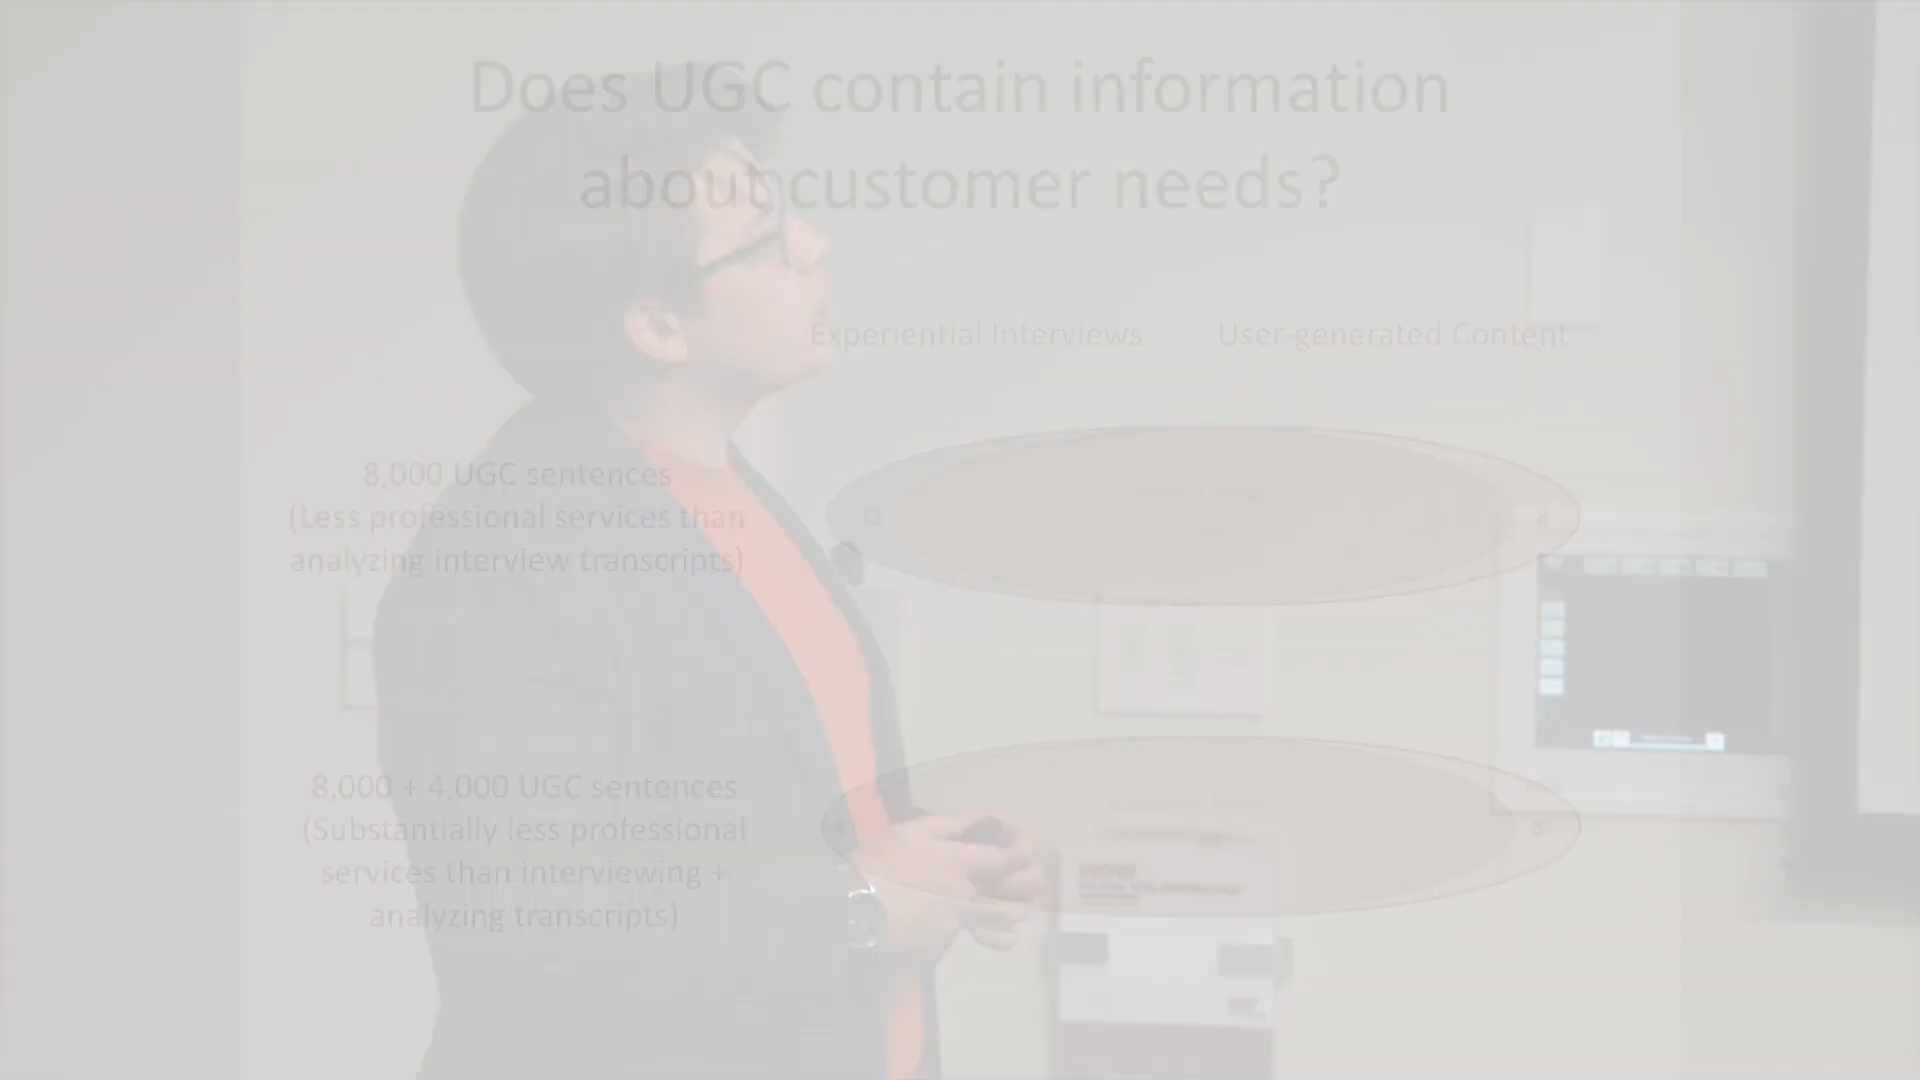 Does UGC contain information
about customer needs?
Experiential Interviews
User-generated Content
8,000 UGC sentences
(Less professional services than
analyzing interview transcripts)
8,000 + 4,000 UGC sentences
(Substantially less professional
services than interviewing +
analyzing transcripts)